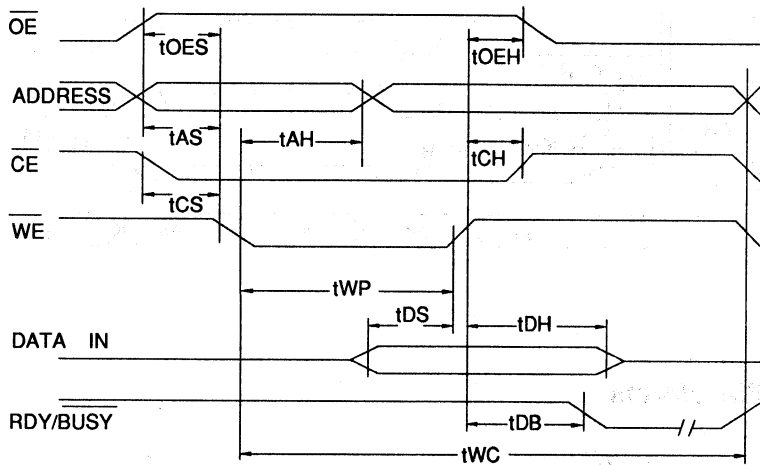 OE
tOES
tOEH
ADDRESS
tAS
tAH
tCH
CE
tCS
WE
tWP
tDS
tDH
DATA IN
RDY/BUSY
tDB
tWC